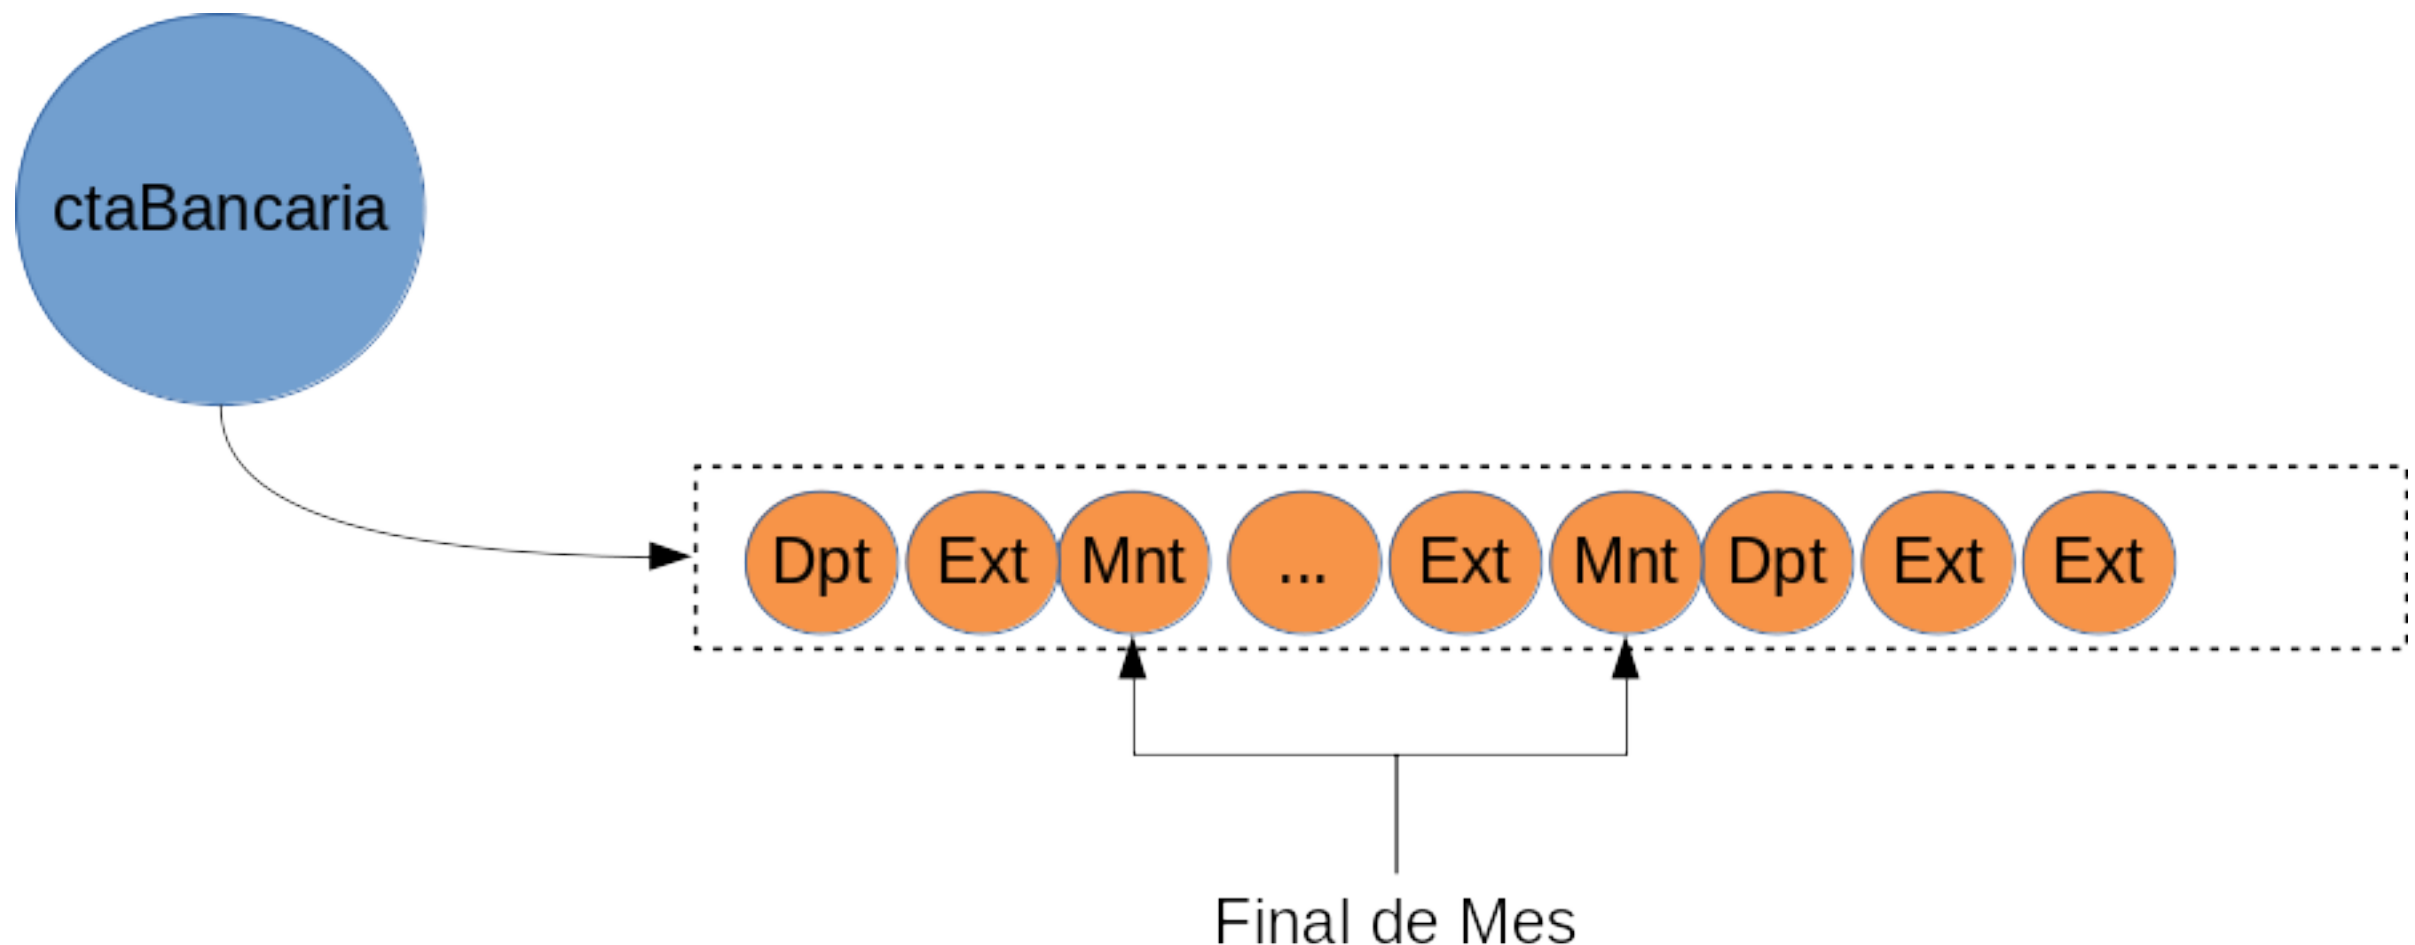 ctaBancaria
Dpt Ext Mnt ... Ext Mnt Dpt Ext Ext
Final de Mes